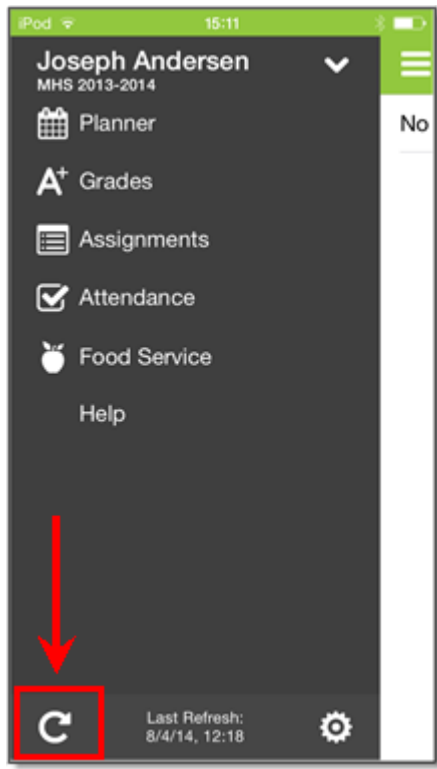 iPod 15:11
Joseph Andersen
MHS 2013-2014
Planner
No
A+ Grades
Assignments
Attendance
Food Service
Help
Last Refresh:
8/4/14, 12:18